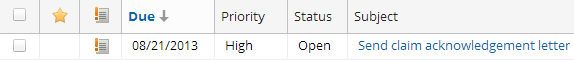 Due Priority Status Subject
08/21/2013 High Open Send claim acknowledgement letter